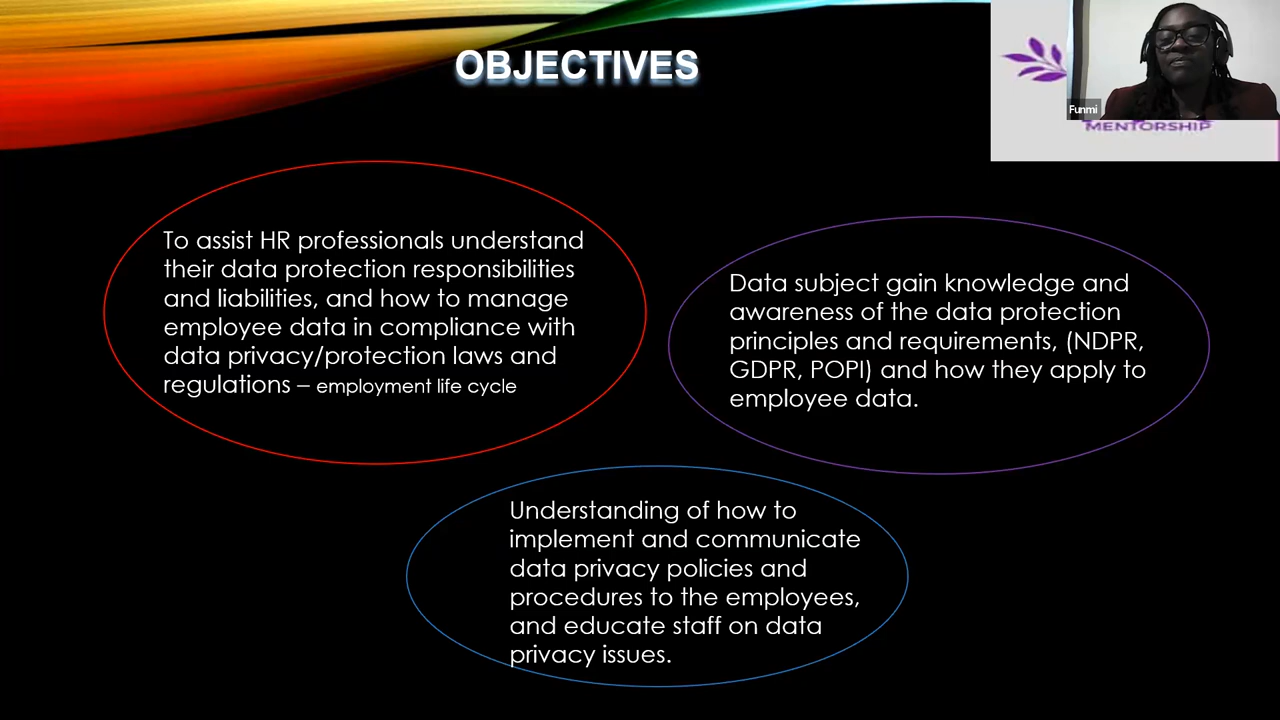 OBJECTIVES
Funmi
MENTORSHIP
To assist HR professionals understand
their data protection responsibilities
and liabilities, and how to manage
employee data in compliance with
data privacy/protection laws and
regulations – employment life cycle
Data subject gain knowledge and
awareness of the data protection
principles and requirements, (NDPR,
GDPR, POPI) and how they apply to
employee data.
Understanding of how to
implement and communicate
data privacy policies and
procedures to the employees,
and educate staff on data
privacy issues.